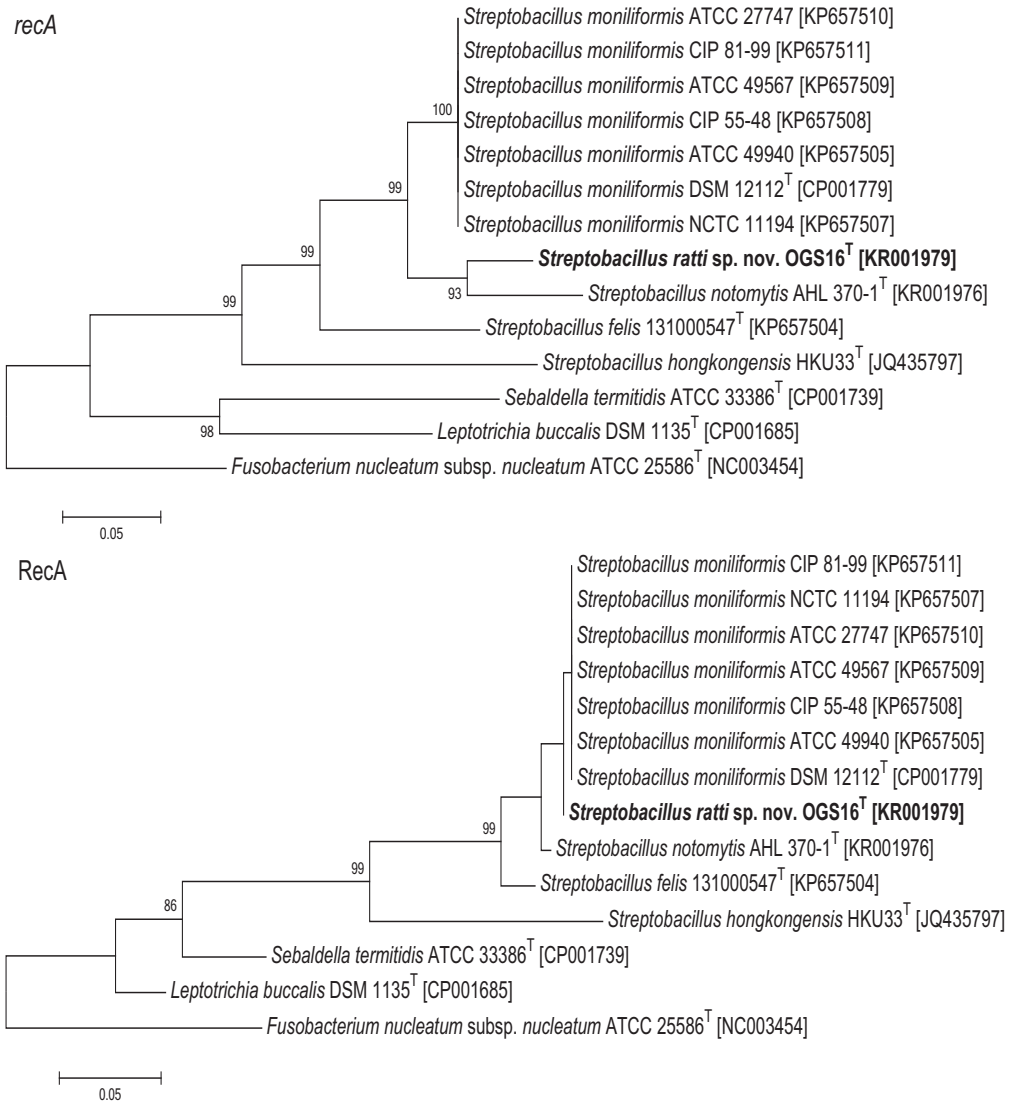 recA
Streptobacillus moniliformis ATCC 27747 [KP657510]
Streptobacillus moniliformis CIP 81-99 [KP657511]
Streptobacillus moniliformis ATCC 49567 [KP657509]
100
Streptobacillus moniliformis CIP 55-48 [KP657508]
Streptobacillus moniliformis ATCC 49940 [KP657505]
99
Streptobacillus moniliformis DSM 12112T [CP001779]
Streptobacillus moniliformis NCTC 11194 [KP657507]
99
Streptobacillus ratti sp. nov. OGS16T [KR001979]
99
93
Streptobacillus notomytis AHL 370-1T [KR001976]
Streptobacillus felis 131000547T [KP657504]
Streptobacillus hongkongensis HKU33T [JQ435797]
Sebaldella termitidis ATCC 33386T [CP001739]
98
Leptotrichia buccalis DSM 1135T [CP001685]
Fusobacterium nucleatum subsp. nucleatum ATCC 25586T [NC003454]
0.05
RecA
Streptobacillus moniliformis CIP 81-99 [KP657511]
Streptobacillus moniliformis NCTC 11194 [KP657507]
Streptobacillus moniliformis ATCC 27747 [KP657510]
Streptobacillus moniliformis ATCC 49567 [KP657509]
Streptobacillus moniliformis CIP 55-48 [KP657508]
Streptobacillus moniliformis ATCC 49940 [KP657505]
Streptobacillus moniliformis DSM 12112T [CP001779]
Streptobacillus ratti sp. nov. OGS16T [KR001979]
99
Streptobacillus notomytis AHL 370-1T [KR001976]
99
Streptobacillus felis 131000547T [KP657504]
86
Streptobacillus hongkongensis HKU33T [JQ435797]
Sebaldella termitidis ATCC 33386T [CP001739]
Leptotrichia buccalis DSM 1135T [CP001685]
Fusobacterium nucleatum subsp. nucleatum ATCC 25586T [NC003454]
0.05